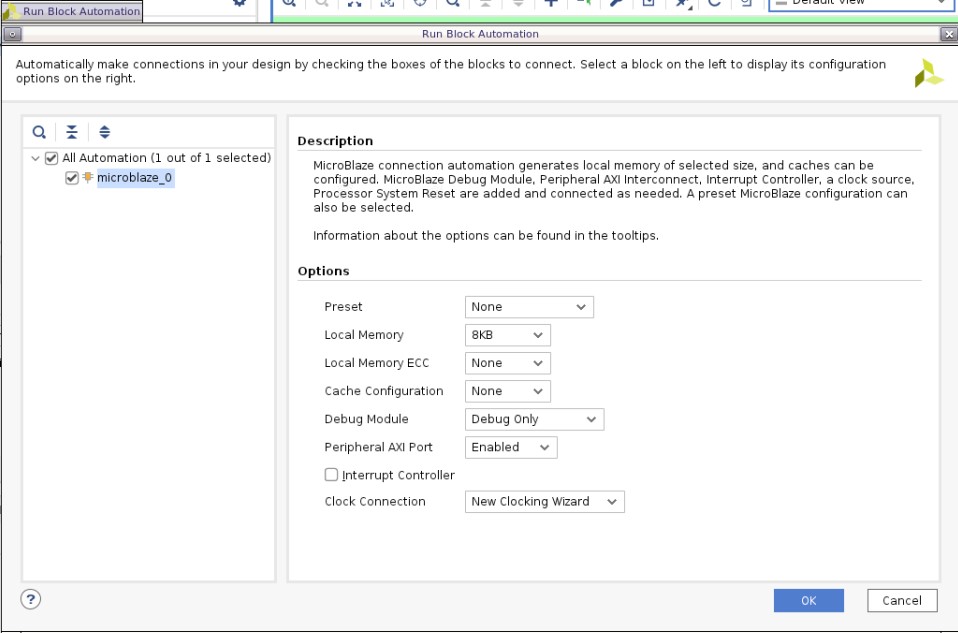 Run Block Automation
Default View
Run Block Automation
Automatically make connections in your design by checking the boxes of the blocks to connect. Select a block on the left to display its configuration
options on the right.
All Automation (1 out of 1 selected)
microblaze_0
Description
MicroBlaze connection automation generates local memory of selected size, and caches can be
configured. MicroBlaze Debug Module, Peripheral AXI Interconnect, Interrupt Controller, a clock source,
Processor System Reset are added and connected as needed. A preset MicroBlaze configuration can
also be selected.
Information about the options can be found in the tooltips.
Options
Preset None
Local Memory 8KB
Local Memory ECC None
Cache Configuration None
Debug Module Debug Only
Peripheral AXI Port Enabled
Interrupt Controller
Clock Connection New Clocking Wizard
?
OK Cancel